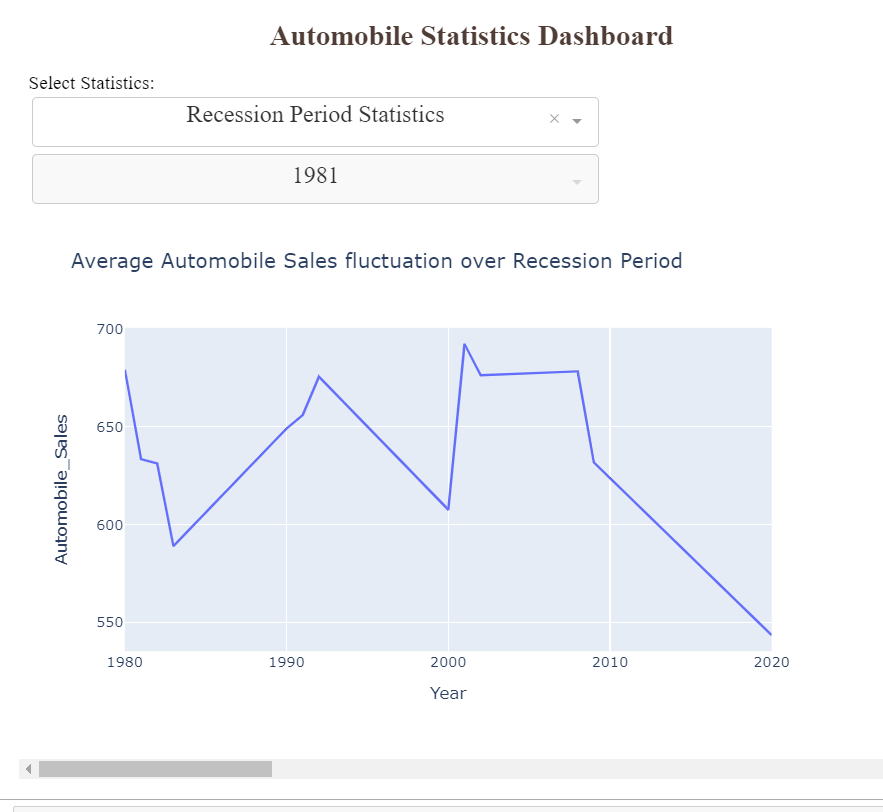 Automobile Statistics Dashboard
Select Statistics:
Recession Period Statistics ×
1981
Average Automobile Sales fluctuation over Recession Period
700
650
600
550
Automobile_Sales
1980 1990 2000 2010 2020
Year